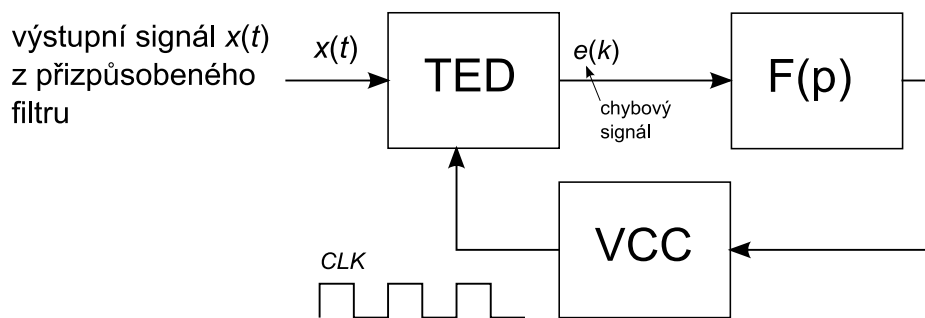 výstupní signál x(t)
z přizpůsobeného
filtru
x(t)
TED
e(k)
chybový
signál
F(p)
VCC
CLK